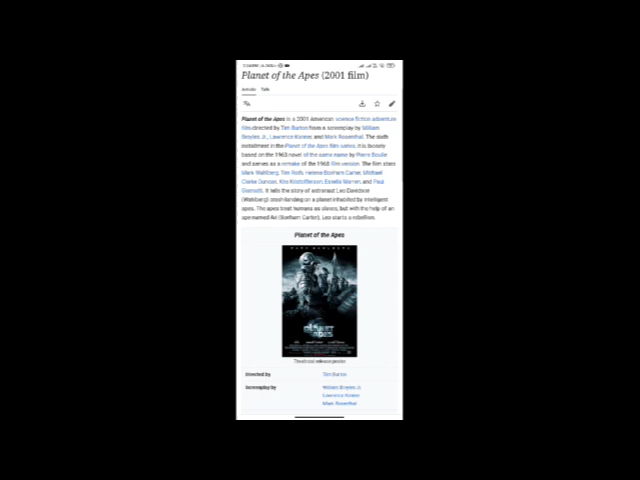 Planet of the Apes (2001 film)
Article Talk
Planet of the Apes is a 2001 American science fiction adventure
film directed by Tim Burton from a screenplay by William
Broyles Jr., Lawrence Konner, and Mark Rosenthal. The sixth
installment in the Planet of the Apes film series, it is loosely
based on the 1963 novel of the same name by Pierre Boulle
and serves as a remake of the 1968 film version. The film stars
Mark Wahlberg, Tim Roth, Helena Bonham Carter, Michael
Clarke Duncan, Kris Kristofferson, Estella Warren, and Paul
Giamatti. It tells the story of astronaut Leo Davidson
(Wahlberg) crash-landing on a planet inhabited by intelligent
apes. The apes treat humans as slaves, but with the help of an
ape named Ari (Bonham Carter), Leo starts a rebellion.
Planet of the Apes
MARK WAHLBERG
PLANET
APES
Theatrical release poster
Directed by Tim Burton
Screenplay by William Broyles Jr.
Lawrence Konner
Mark Rosenthal